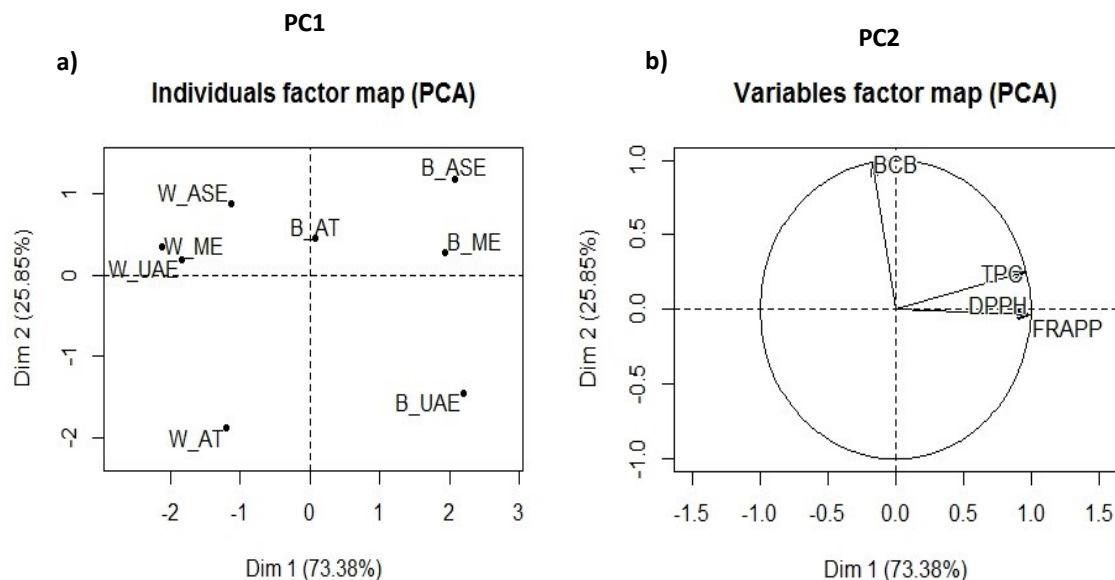 PC1
a)
Individuals factor map (PCA)
Dim 2 (25.85%)
1
0
-1
-2
B_ASE
W_ASE
B_AT
W_ME
B_ME
W_UAE
B_UAE
W_AT
-2
-1
0
1
2
3
Dim 1 (73.38%)
PC2
b)
Variables factor map (PCA)
Dim 2 (25.85%)
1.0
0.5
0.0
-0.5
-1.0
BCB
TPC
DPPH
FRAPP
-1.5
-1.0
-0.5
0.0
0.5
1.0
1.5
Dim 1 (73.38%)